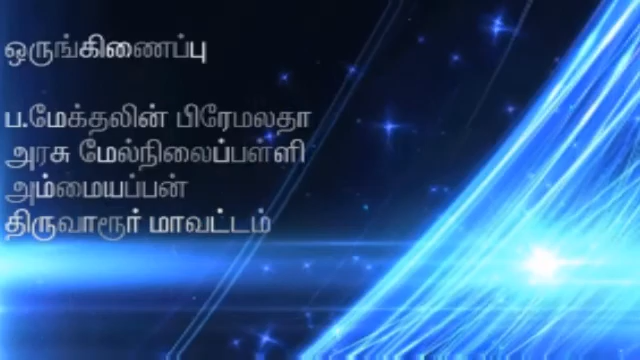 ஒருங்கிணைப்பு
ப.மேக்தலின் பிரேமலதா
அரசு மேல்நிலைப்பள்ளி
அம்மையப்பன்
திருவாரூர் மாவட்டம்